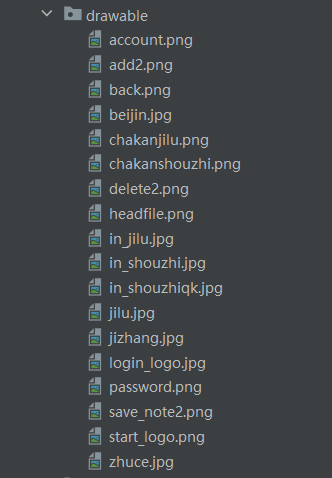 drawable
account.png
add2.png
back.png
beijin.jpg
chakanjilu.png
chakanshouzhi.png
delete2.png
headfile.png
in_jilu.jpg
in_shouzhi.jpg
in_shouzhiqk.jpg
jilu.jpg
jizhang.jpg
login_logo.jpg
password.png
save_note2.png
start_logo.png
zhuce.jpg